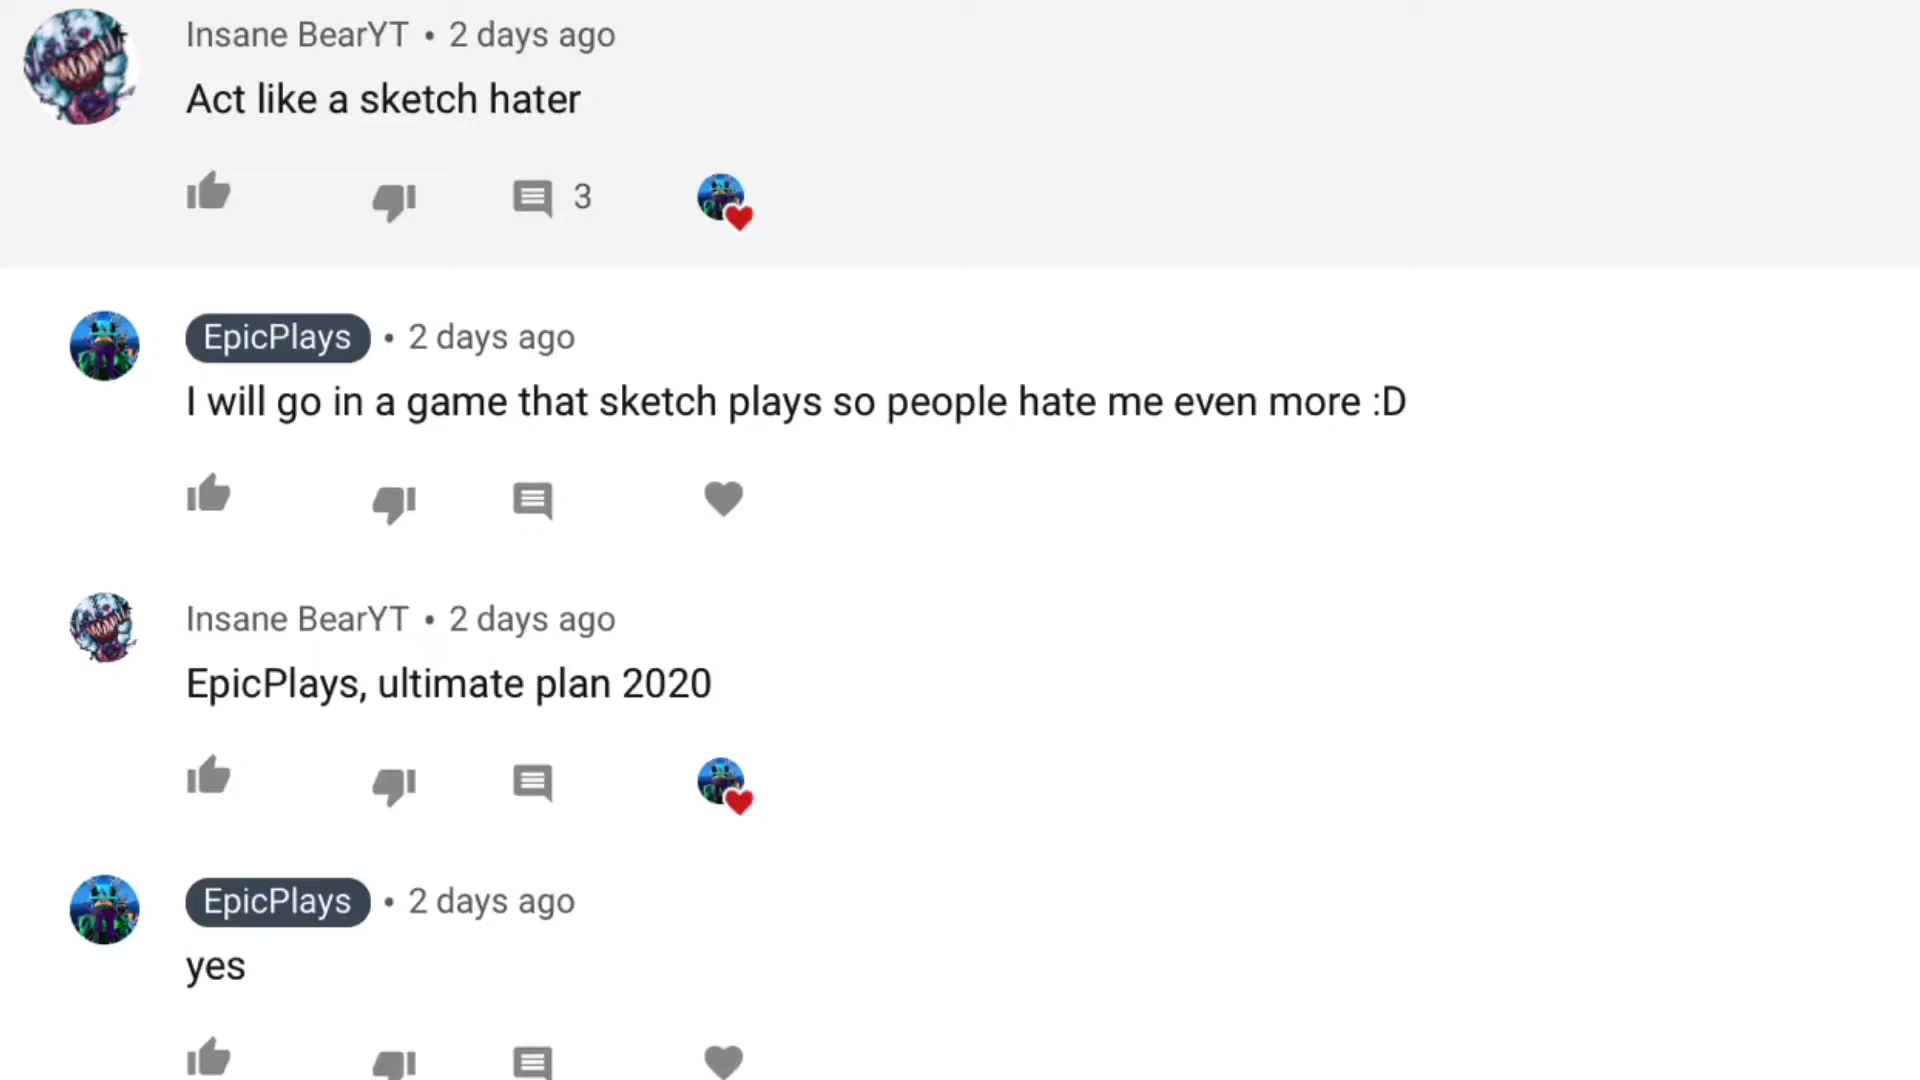 Insane BearYT • 2 days ago
Act like a sketch hater
3
EpicPlays • 2 days ago
I will go in a game that sketch plays so people hate me even more :D
Insane BearYT • 2 days ago
EpicPlays, ultimate plan 2020
EpicPlays • 2 days ago
yes